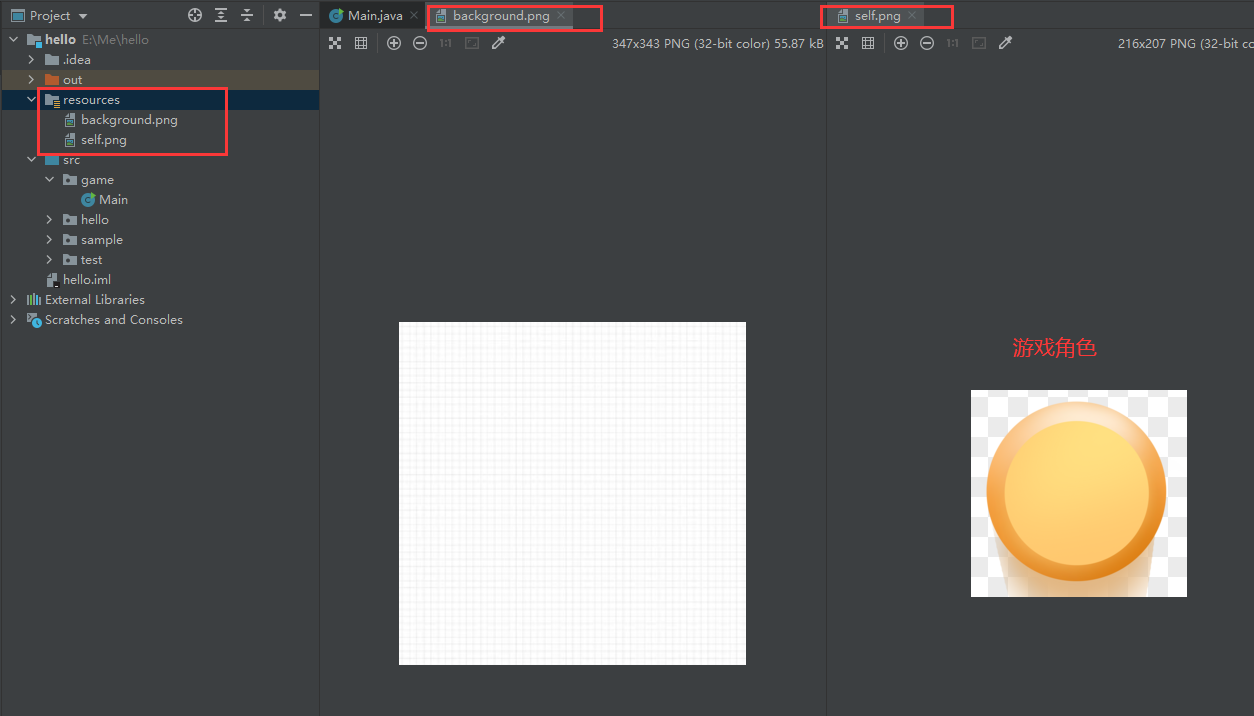 Project
hello E:\Me\hello
.idea
out
resources
background.png
self.png
src
game
Main
hello
sample
test
hello.iml
External Libraries
Scratches and Consoles
Main.java
background.png
1:1
347x343 PNG (32-bit color) 55.87 kB
self.png
1:1
216x207 PNG (32-bit co
游戏角色